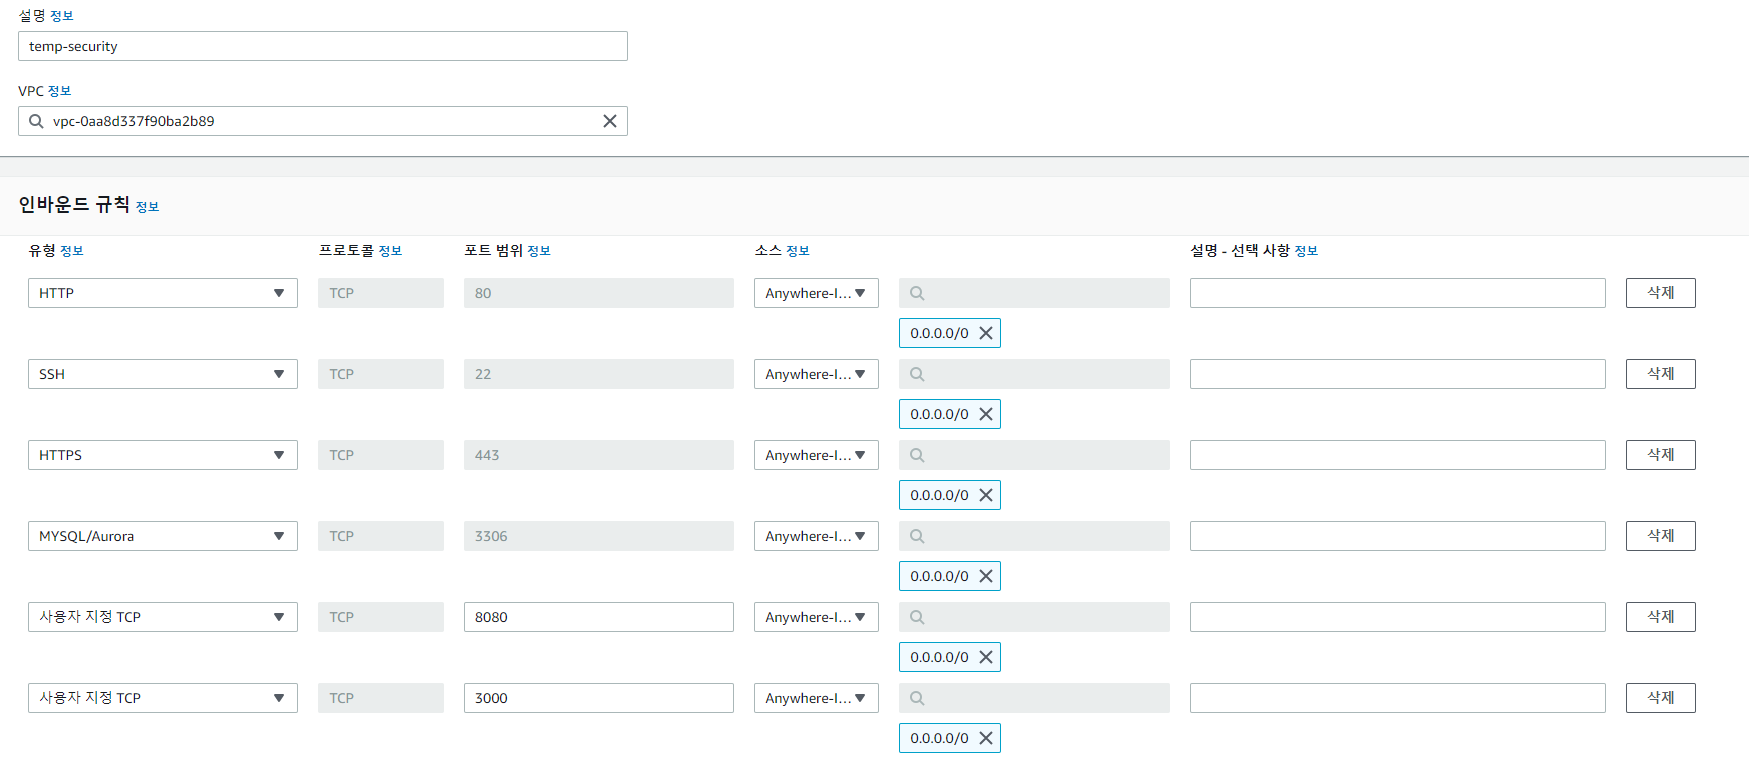 설명 정보
temp-security
VPC 정보
vpc-0aa8d337f90ba2b89
인바운드 규칙 정보
유형 정보 프로토콜 정보 포트 범위 정보 소스 정보 설명 - 선택 사항 정보
HTTP TCP 80 Anywhere-I... 삭제
0.0.0.0/0
SSH TCP 22 Anywhere-I... 삭제
0.0.0.0/0
HTTPS TCP 443 Anywhere-I... 삭제
0.0.0.0/0
MYSQL/Aurora TCP 3306 Anywhere-I... 삭제
0.0.0.0/0
사용자 지정 TCP TCP 8080 Anywhere-I... 삭제
0.0.0.0/0
사용자 지정 TCP TCP 3000 Anywhere-I... 삭제
0.0.0.0/0